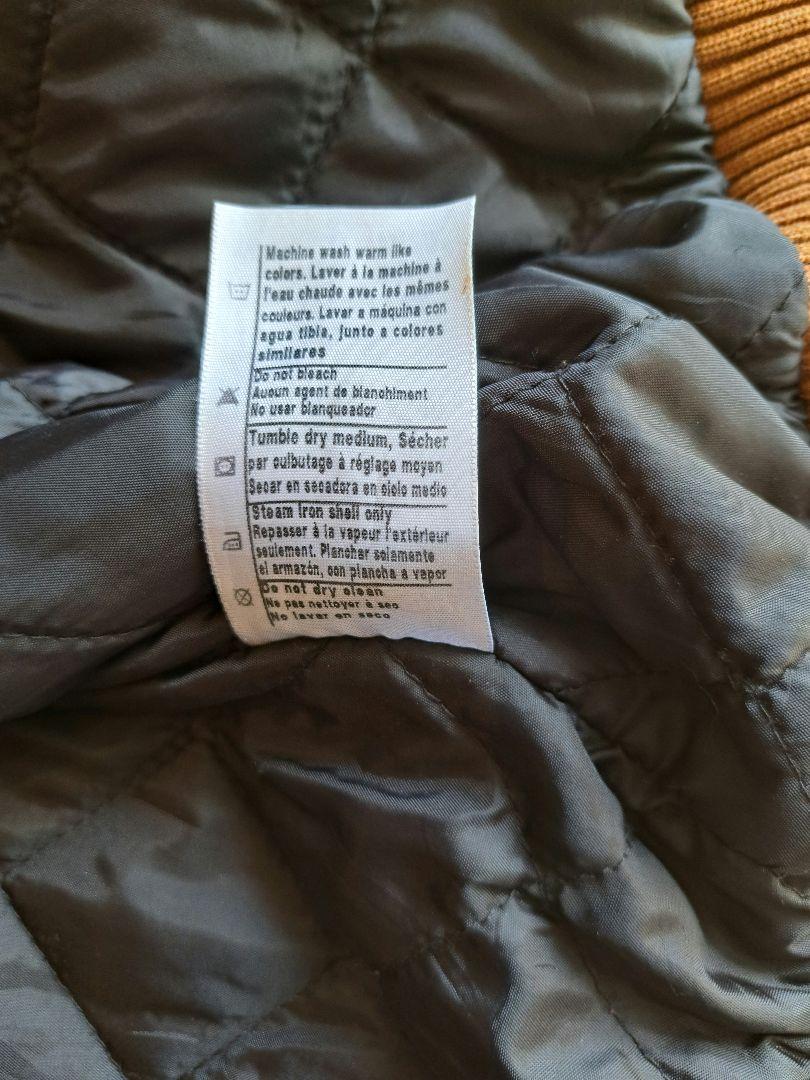 Machine wash warm like
colors. Laver à la machine à
l'eau chaude avec les mêmes
couleurs. Lavar a máquina con
agua tibia, junto a colores
similares
Do not bleach
Aucun agent de blanchiment
No usar blanqueador
Tumble dry medium, Sécher
par culbutage à réglage moyen
Secar en secadora en ciclo medio
Steam iron shell only
Repasser à la vapeur l'extérieur
seulement. Planchar solamente
el armazón, con plancha a vapor
Do not dry clean
Ne pas nettoyer a sec
No lavar en seco